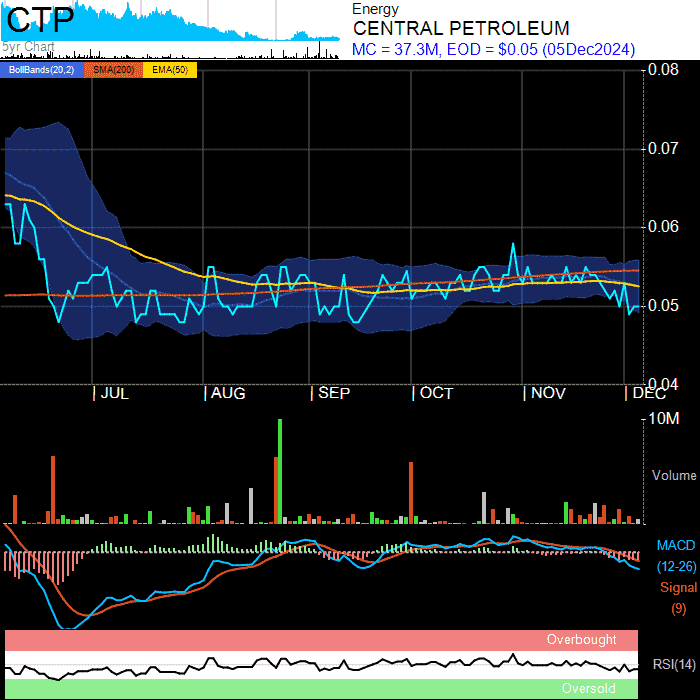 CTP
5yr Chart
Energy
CENTRAL PETROLEUM
MC = 37.3M, EOD = $0.05 (05Dec2024)
BollBands(20,2) SMA(200) EMA(50)
0.08
0.07
0.06
0.05
0.04
JUL AUG SEP OCT NOV DEC
10M
Volume
MACD
(12-26)
Signal
(9)
Overbought
RSI(14)
Oversold